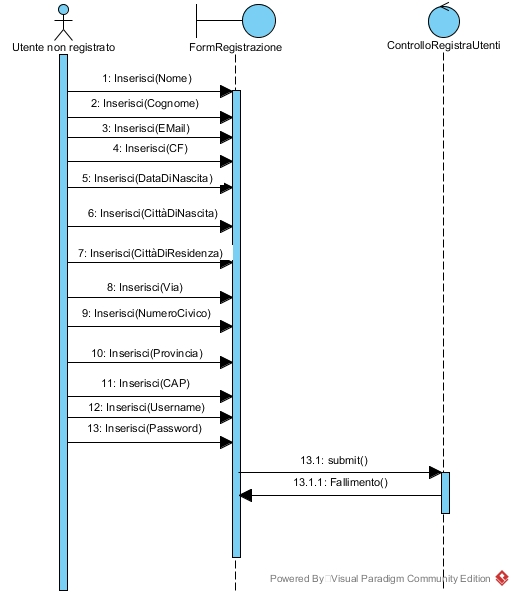 Utente non registrato
FormRegistrazione
ControlloRegistraUtenti
1: Inserisci(Nome)
2: Inserisci(Cognome)
3: Inserisci(EMail)
4: Inserisci(CF)
5: Inserisci(DataDiNascita)
6: Inserisci(CittàDiNascita)
7: Inserisci(CittàDiResidenza)
8: Inserisci(Via)
9: Inserisci(NumeroCivico)
10: Inserisci(Provincia)
11: Inserisci(CAP)
12: Inserisci(Username)
13: Inserisci(Password)
13.1: submit()
13.1.1: Fallimento()
Powered By Visual Paradigm Community Edition